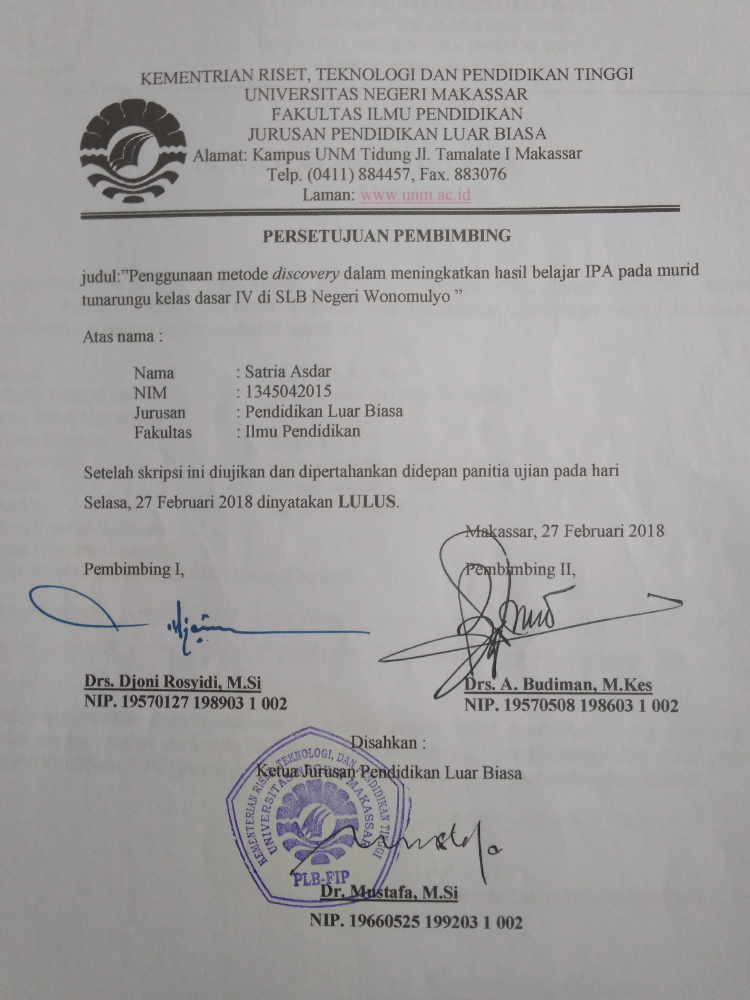 KEMENTRIAN RISET, TEKNOLOGI DAN PENDIDIKAN TINGGI
UNIVERSITAS NEGERI MAKASSAR
FAKULTAS ILMU PENDIDIKAN
JURUSAN PENDIDIKAN LUAR BIASA
Alamat: Kampus UNM Tidung Jl. Tamalate I Makassar
Telp. (0411) 884457, Fax. 883076
Laman: www.unm.ac.id
PERSETUJUAN PEMBIMBING
judul:”Penggunaan metode discovery dalam meningkatkan hasil belajar IPA pada murid
tunarungu kelas dasar IV di SLB Negeri Wonomulyo ”
Atas nama :
Nama : Satria Asdar
NIM : 1345042015
Jurusan : Pendidikan Luar Biasa
Fakultas : Ilmu Pendidikan
Setelah skripsi ini diujikan dan dipertahankan didepan panitia ujian pada hari
Selasa, 27 Februari 2018 dinyatakan LULUS.
Makassar, 27 Februari 2018
Pembimbing I, Pembimbing II,
Drs. Djoni Rosyidi, M.Si Drs. A. Budiman, M.Kes
NIP. 19570127 198903 1 002 NIP. 19570508 198603 1 002
Disahkan :
Ketua Jurusan Pendidikan Luar Biasa
KEMENTERIAN RISET, TEKNOLOGI, DAN PENDIDIKAN TINGGI
UNIVERSITAS NEGERI MAKASSAR
PLB-FIP
Dr. Mustafa, M.Si
NIP. 19660525 199203 1 002